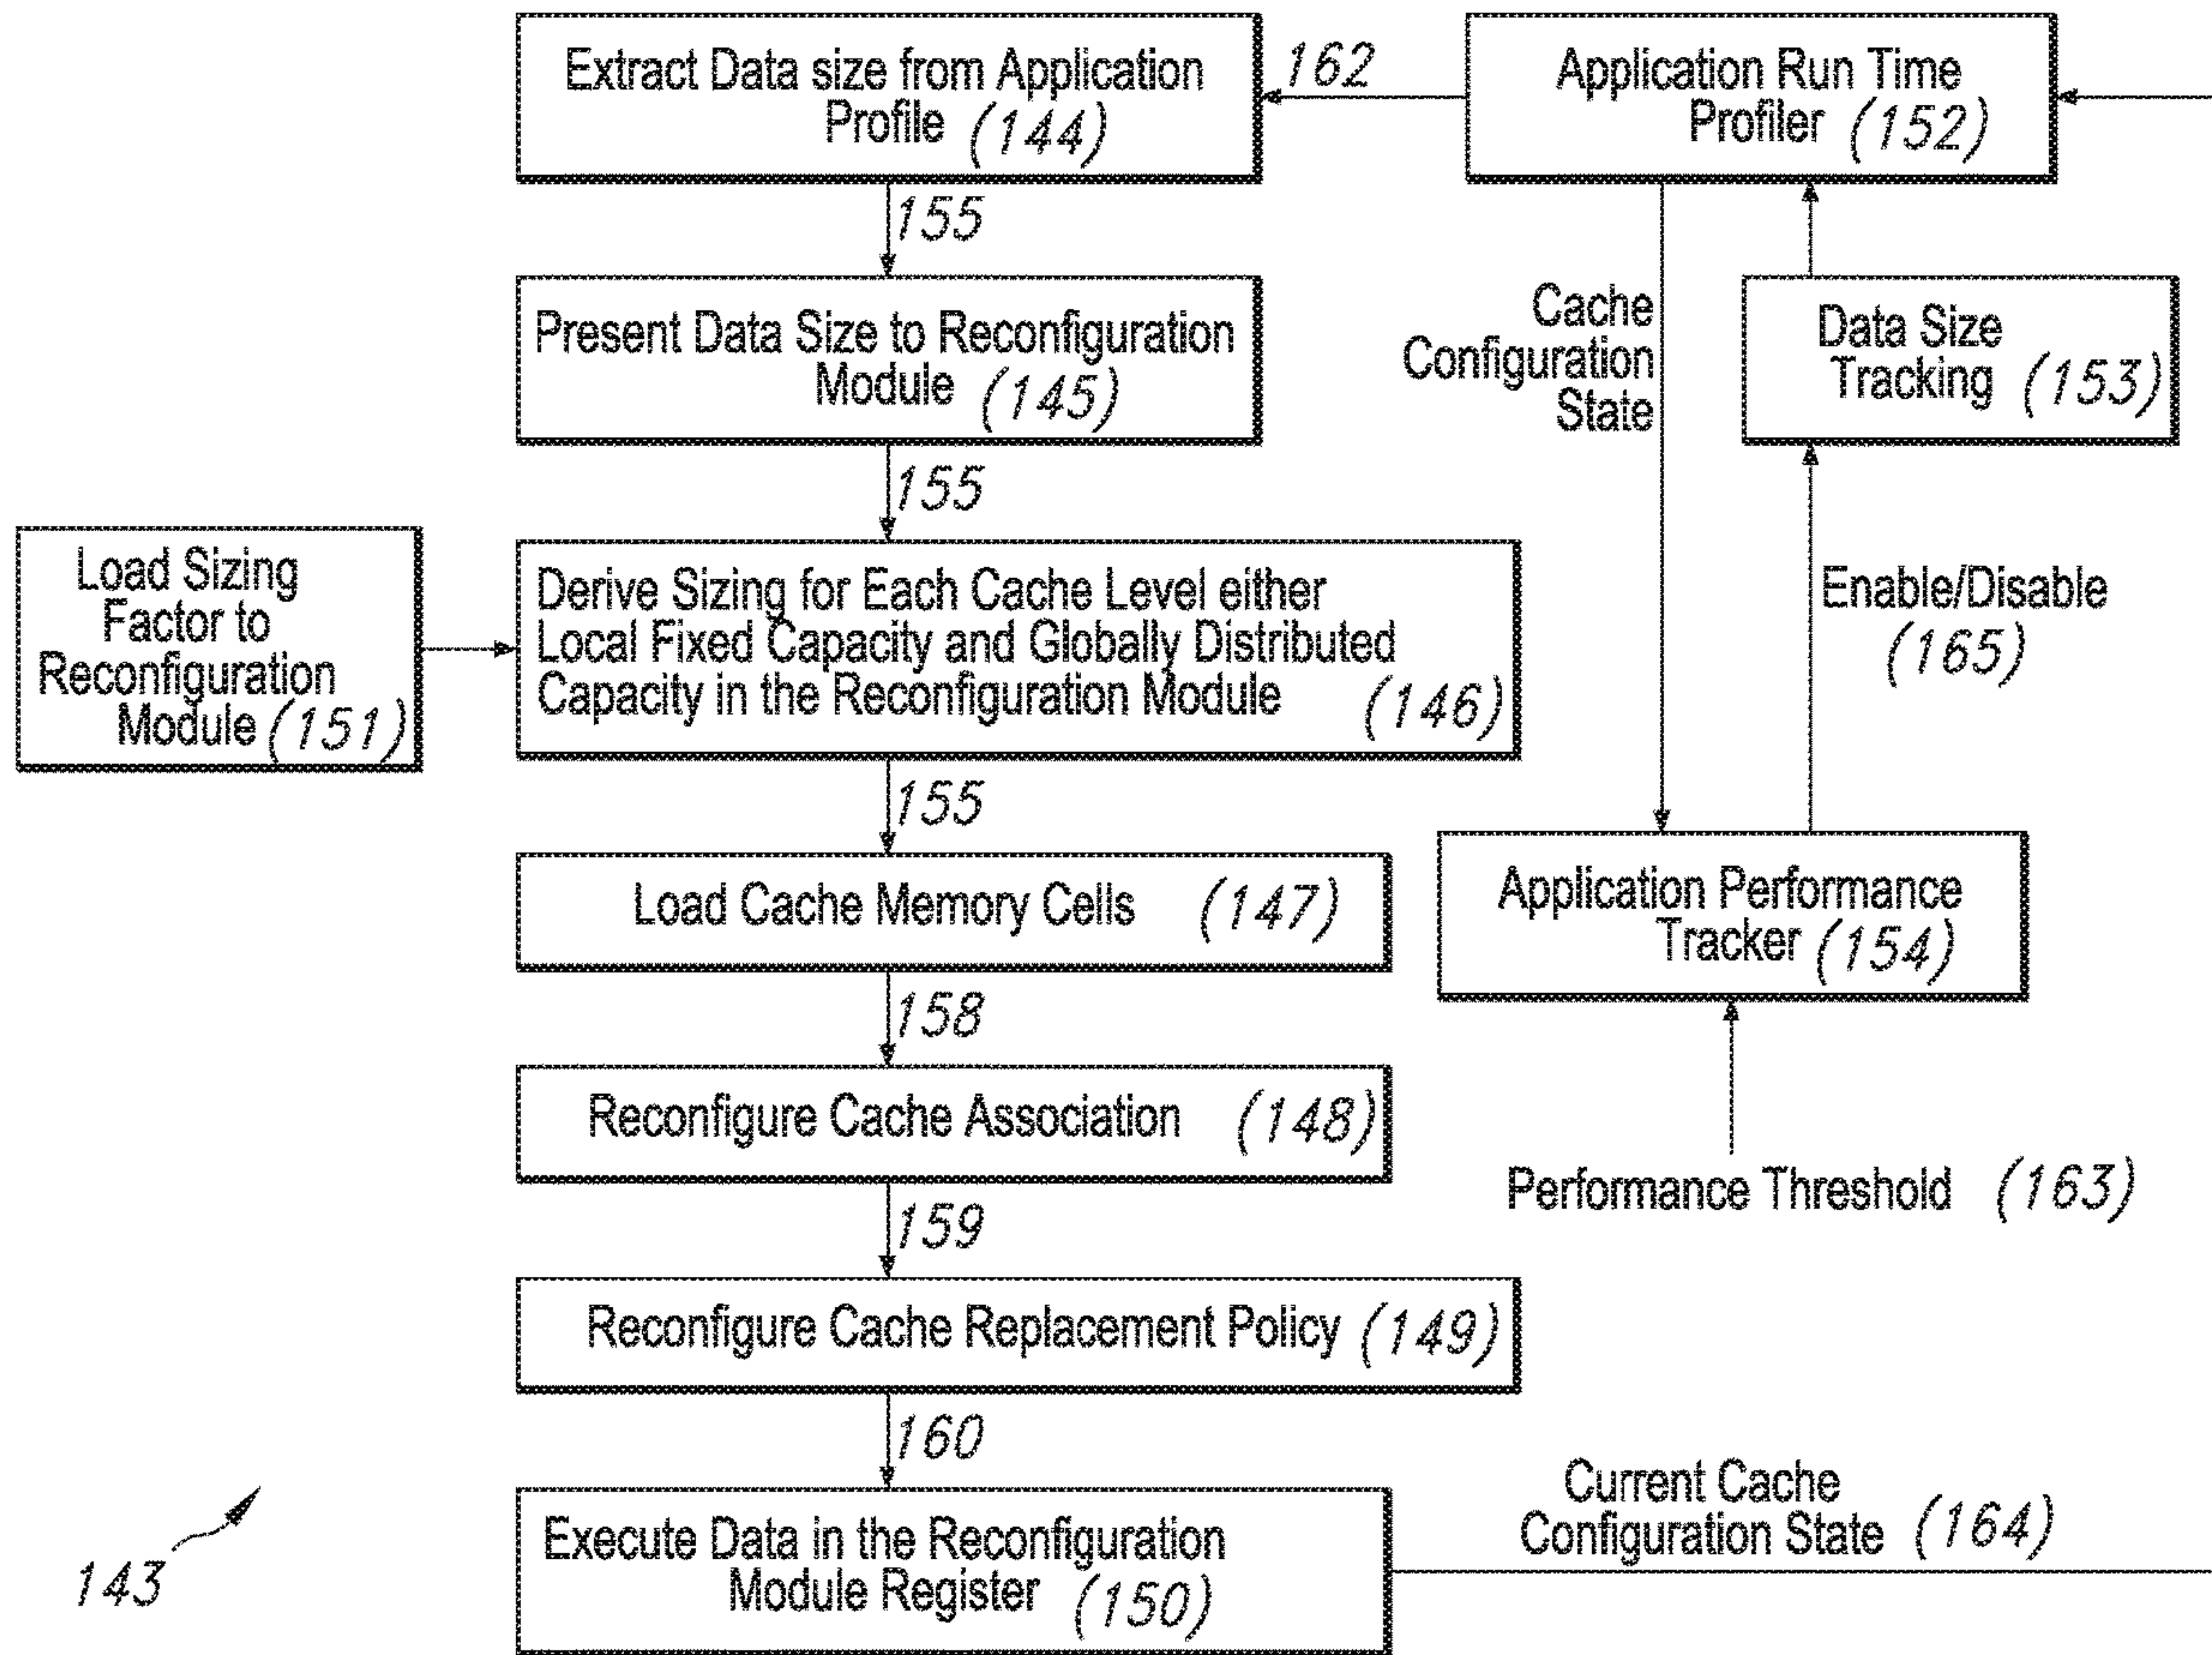 Extract Data size from Application
Profile (144)
162
Application Run Time
Profiler (152)
155
Present Data Size to Reconfiguration
Module (145)
Cache
Configuration
State
Data Size
Tracking (153)
155
Load Sizing
Factor to
Reconfiguration
Module (151)
Derive Sizing for Each Cache Level either
Local Fixed Capacity and Globally Distributed
Capacity in the Reconfiguration Module (146)
Enable/Disable
(165)
155
Load Cache Memory Cells (147)
Application Performance
Tracker (154)
158
Reconfigure Cache Association (148)
Performance Threshold (163)
159
Reconfigure Cache Replacement Policy (149)
160
Execute Data in the Reconfiguration
Module Register (150)
Current Cache
Configuration State (164)
143